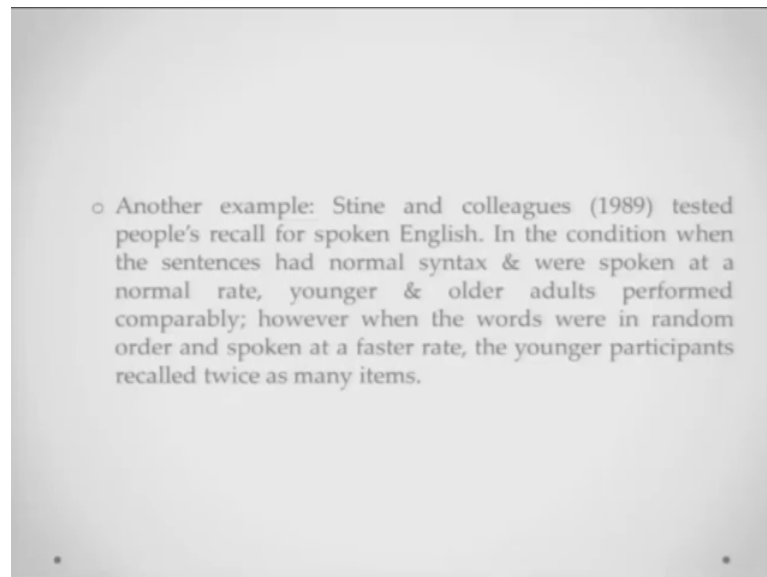 o Another example: Stine and colleagues (1989) tested
people's recall for spoken English. In the condition when
the sentences had normal syntax & were spoken at a
normal rate, younger & older adults performed
comparably; however when the words were in random
order and spoken at a faster rate, the younger participants
recalled twice as many items.